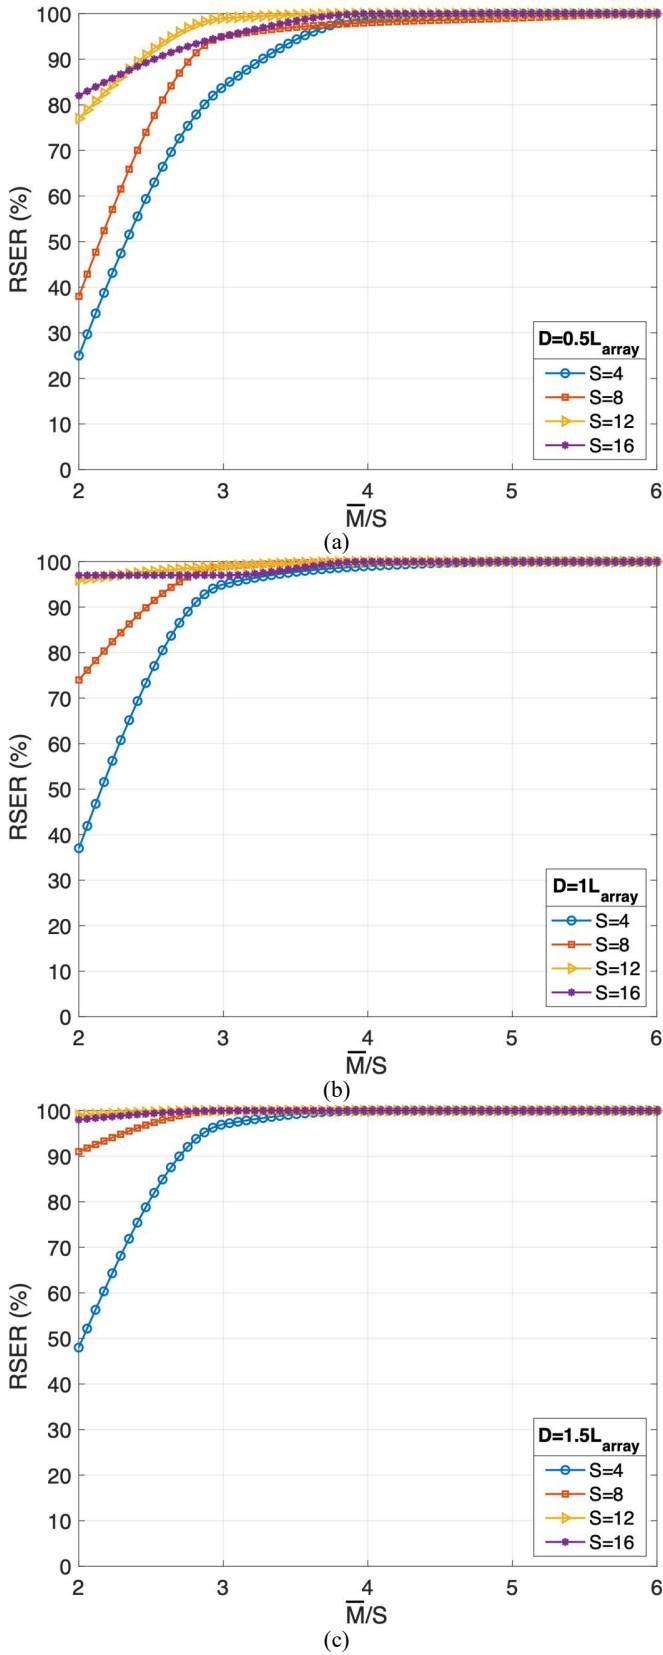 100
90
80
70
60
50
40
30
20
10
0
RSER (%)
D=0.5L_array
S=4
S=8
S=12
S=16
2 3 4 5 6
M̅/S
(a)
100
90
80
70
60
50
40
30
20
10
0
RSER (%)
D=1L_array
S=4
S=8
S=12
S=16
2 3 4 5 6
M̅/S
(b)
100
90
80
70
60
50
40
30
20
10
0
RSER (%)
D=1.5L_array
S=4
S=8
S=12
S=16
2 3 4 5 6
M̅/S
(c)